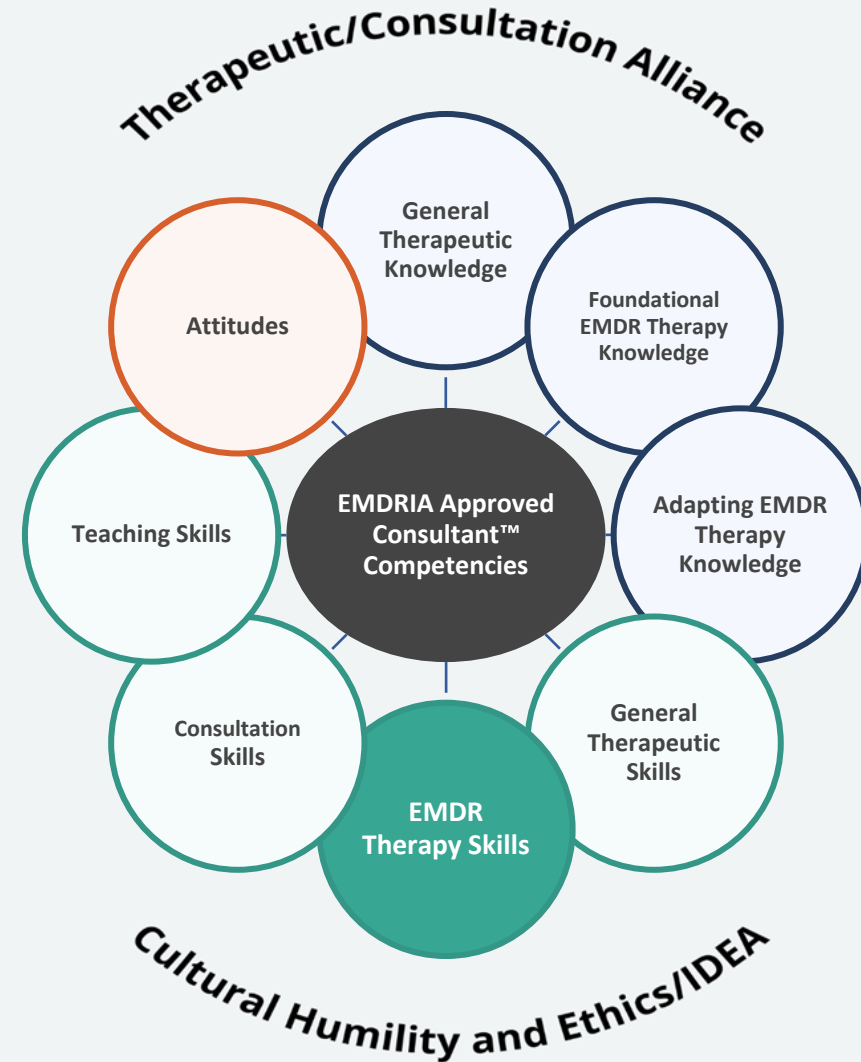 Therapeutic/Consultation Alliance
General
Therapeutic
Knowledge
Foundational
EMDR Therapy
Knowledge
Attitudes
EMDRIA Approved
Consultant™
Competencies
Adapting EMDR
Therapy
Knowledge
Teaching Skills
General
Therapeutic
Skills
Consultation
Skills
EMDR
Therapy Skills
Cultural Humility and Ethics/IDEA